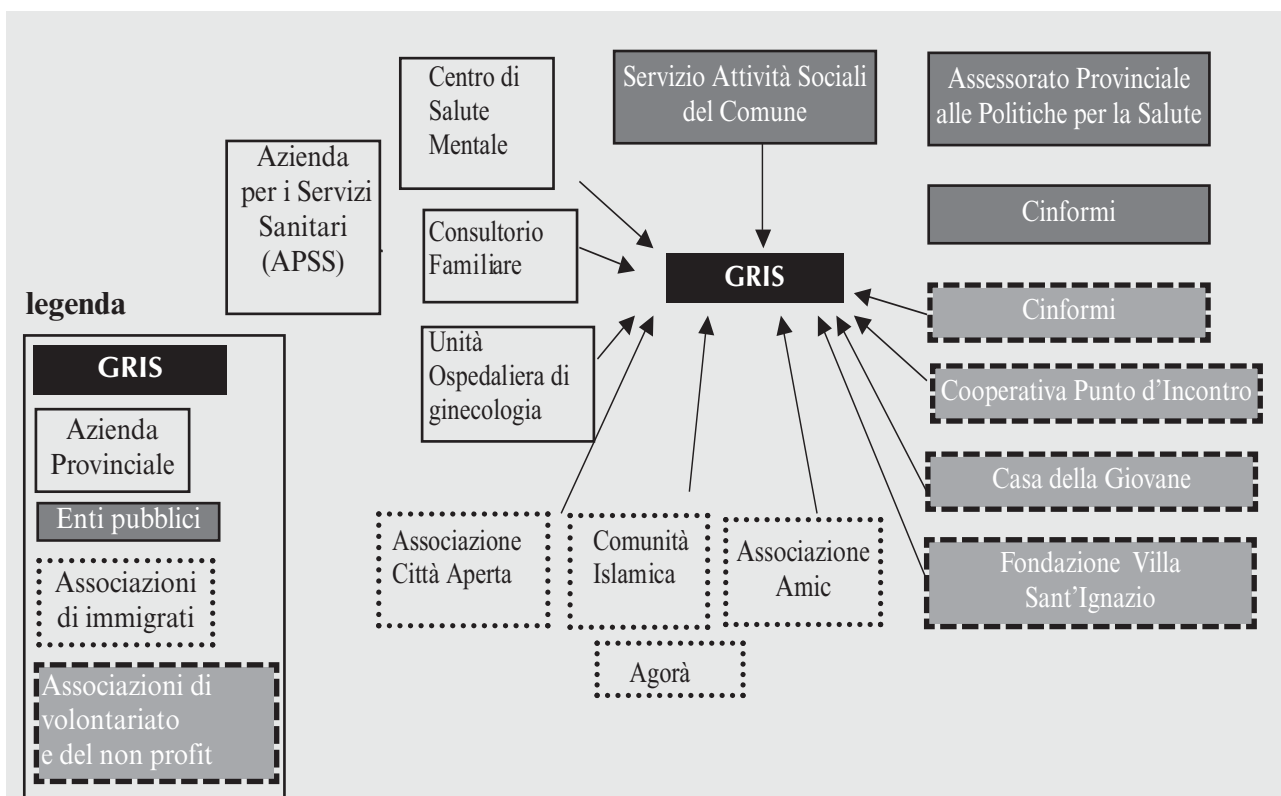 Centro di
Salute
Mentale
Servizio Attività Sociali
del Comune
Assessorato Provinciale
alle Politiche per la Salute
Azienda
per i Servizi
Sanitari
(APSS)
Cinformi
Consultorio
Familiare
GRIS
Cinformi
legenda
GRIS
Azienda
Provinciale
Enti pubblici
Associazioni
di immigrati
Associazioni di
volontariato
e del non profit
Unità
Ospedaliera di
ginecologia
Cooperativa Punto d'Incontro
Casa della Giovane
Fondazione Villa
Sant'Ignazio
Associazione
Città Aperta
Comunità
Islamica
Associazione
Amic
Agorà